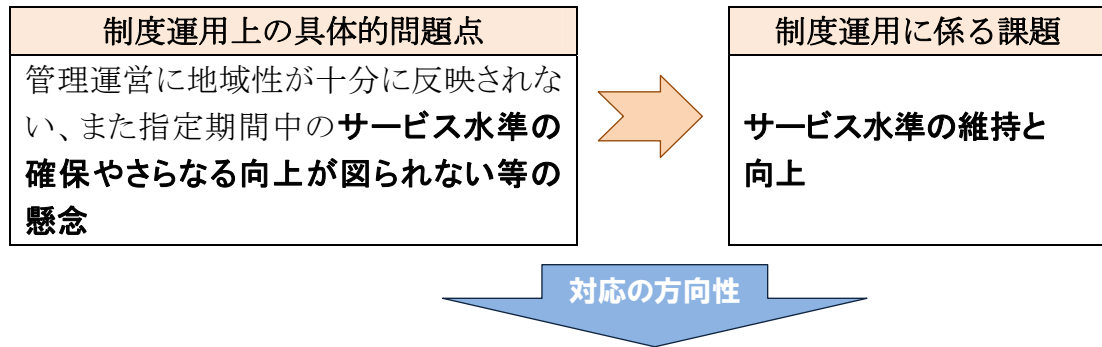 制度運用上の具体的問題点
管理運営に地域性が十分に反映されな
い、また指定期間中のサービス水準の
確保やさらなる向上が図られない等の
懸念
制度運用に係る課題
サービス水準の維持と
向上
対応の方向性